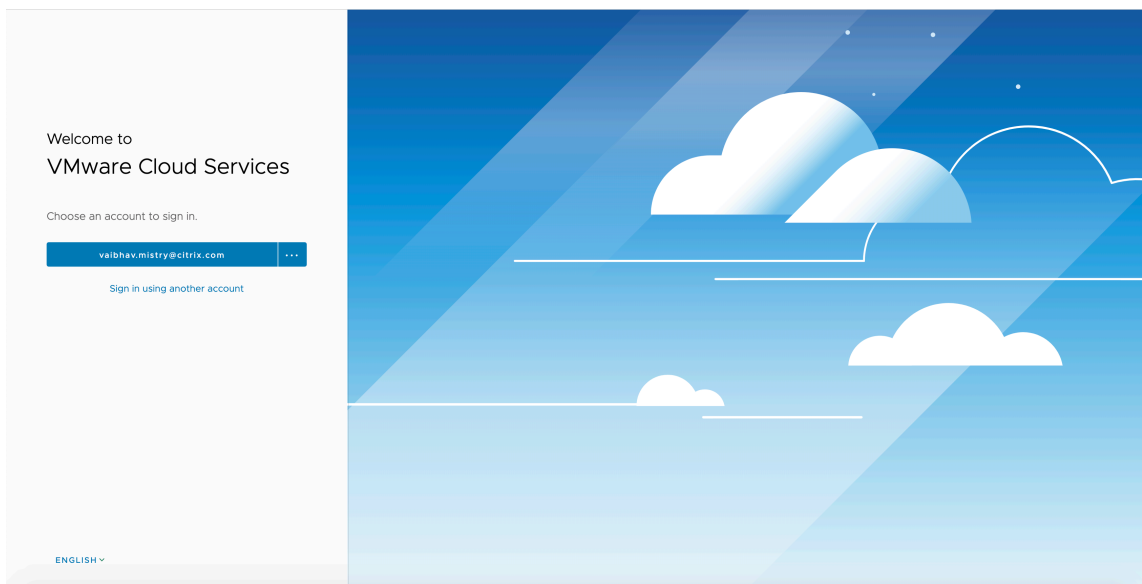 Welcome to
VMware Cloud Services
Choose an account to sign in.
vaibhav.mistry@citrix.com
Sign in using another account
ENGLISH